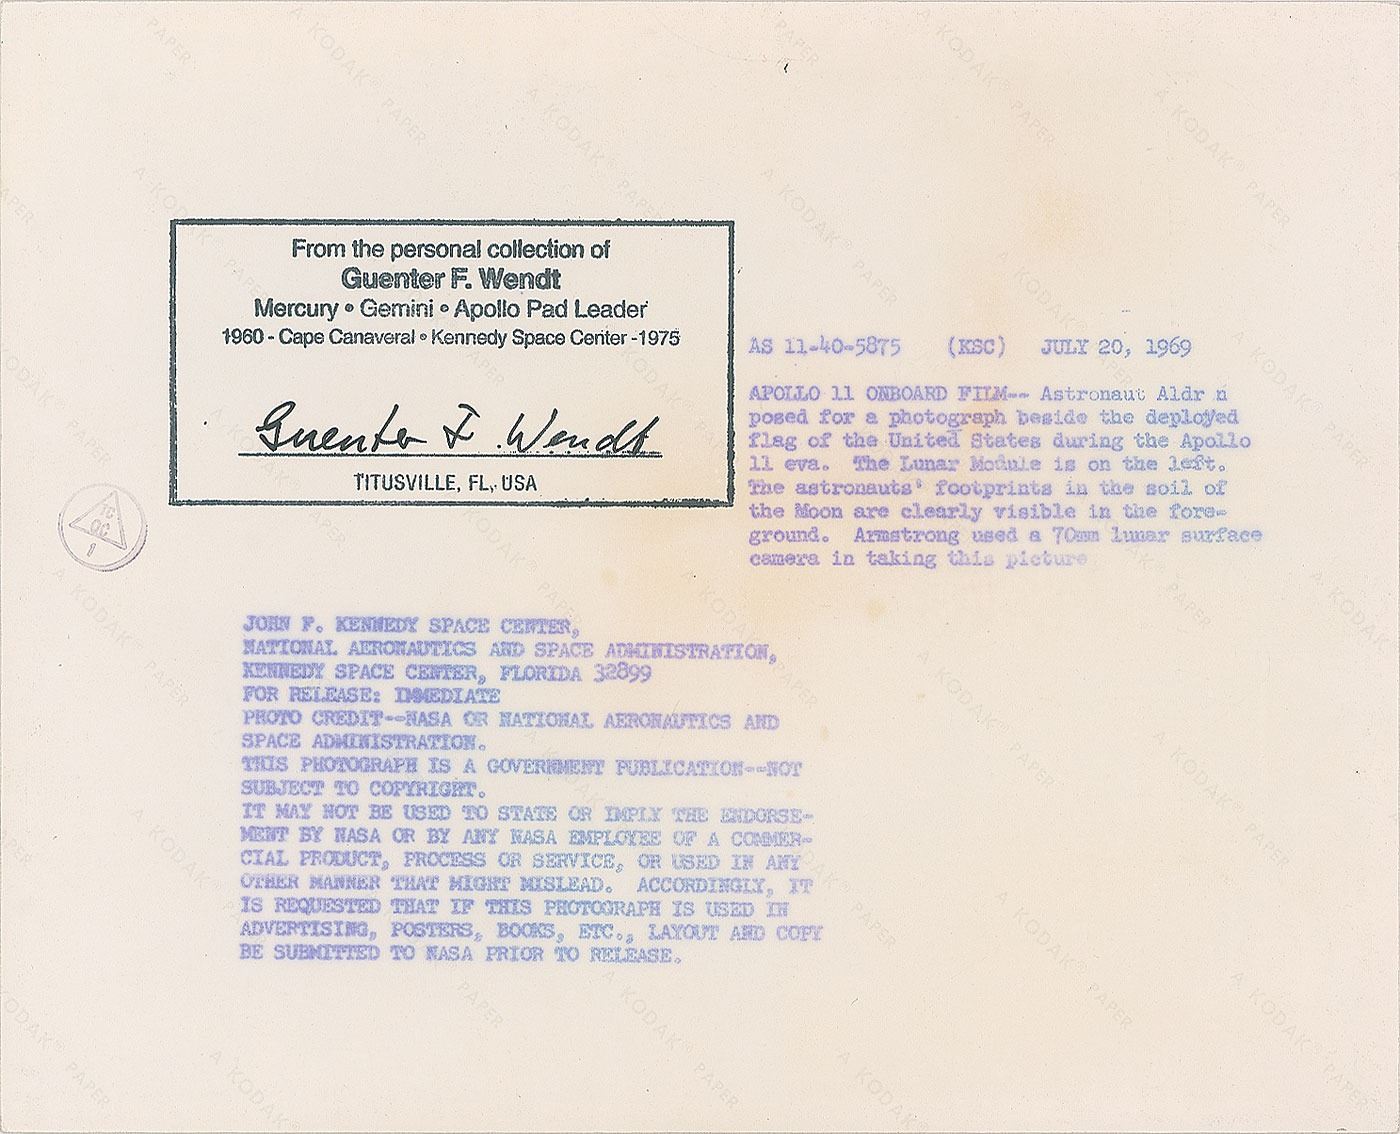 From the personal collection of
Guenter F. Wendt
Mercury • Gemini • Apollo Pad Leader
1960 - Cape Canaveral • Kennedy Space Center -1975
Guenter F. Wendt
TITUSVILLE, FL, USA
AS 11-40-5875 (KSC) JULY 20, 1969
APOLLO 11 ONBOARD FILM-- Astronaut Aldr n
posed for a photograph beside the deployed
flag of the United States during the Apollo
11 eva. The Lunar Module is on the left.
The astronauts' footprints in the soil of
the Moon are clearly visible in the fore-
ground. Armstrong used a 70mm lunar surface
camera in taking this picture
TC
QC
1
JOHN F. KENNEDY SPACE CENTER,
NATIONAL AERONAUTICS AND SPACE ADMINISTRATION,
KENNEDY SPACE CENTER, FLORIDA 32899
FOR RELEASE: IMMEDIATE
PHOTO CREDIT--NASA OR NATIONAL AERONAUTICS AND
SPACE ADMINISTRATION.
THIS PHOTOGRAPH IS A GOVERNMENT PUBLICATION--NOT
SUBJECT TO COPYRIGHT.
IT MAY NOT BE USED TO STATE OR IMPLY THE ENDORSE-
MENT BY NASA OR BY ANY NASA EMPLOYEE OF A COMMER-
CIAL PRODUCT, PROCESS OR SERVICE, OR USED IN ANY
OTHER MANNER THAT MIGHT MISLEAD. ACCORDINGLY, IT
IS REQUESTED THAT IF THIS PHOTOGRAPH IS USED IN
ADVERTISING, POSTERS, BOOKS, ETC., LAYOUT AND COPY
BE SUBMITTED TO NASA PRIOR TO RELEASE.
A KODAK® PAPER